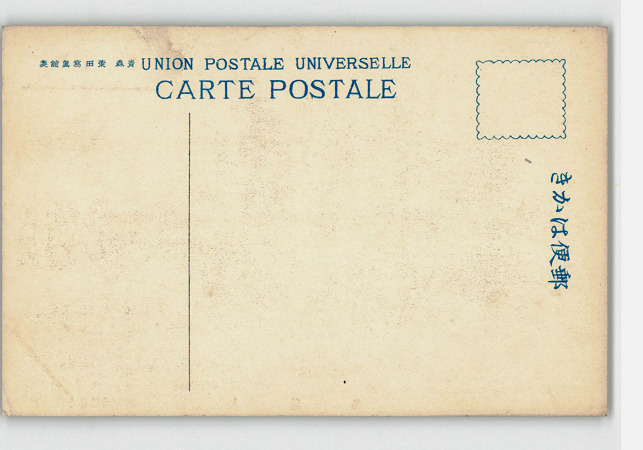 UNION POSTALE UNIVERSELLE
CARTE POSTALE
きかは便郵